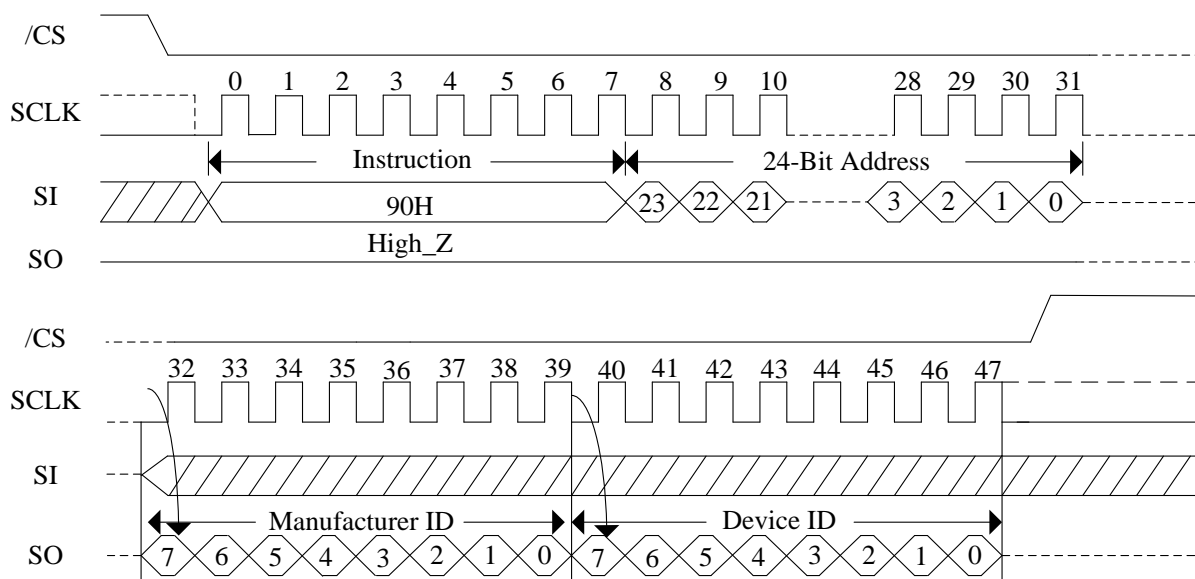 /CS
0 1 2 3 4 5 6 7 8 9 10 28 29 30 31
SCLK
Instruction 24-Bit Address
SI 90H 23 22 21 3 2 1 0
High_Z
SO
/CS
32 33 34 35 36 37 38 39 40 41 42 43 44 45 46 47
SCLK
SI
Manufacturer ID Device ID
SO 7 6 5 4 3 2 1 0 7 6 5 4 3 2 1 0